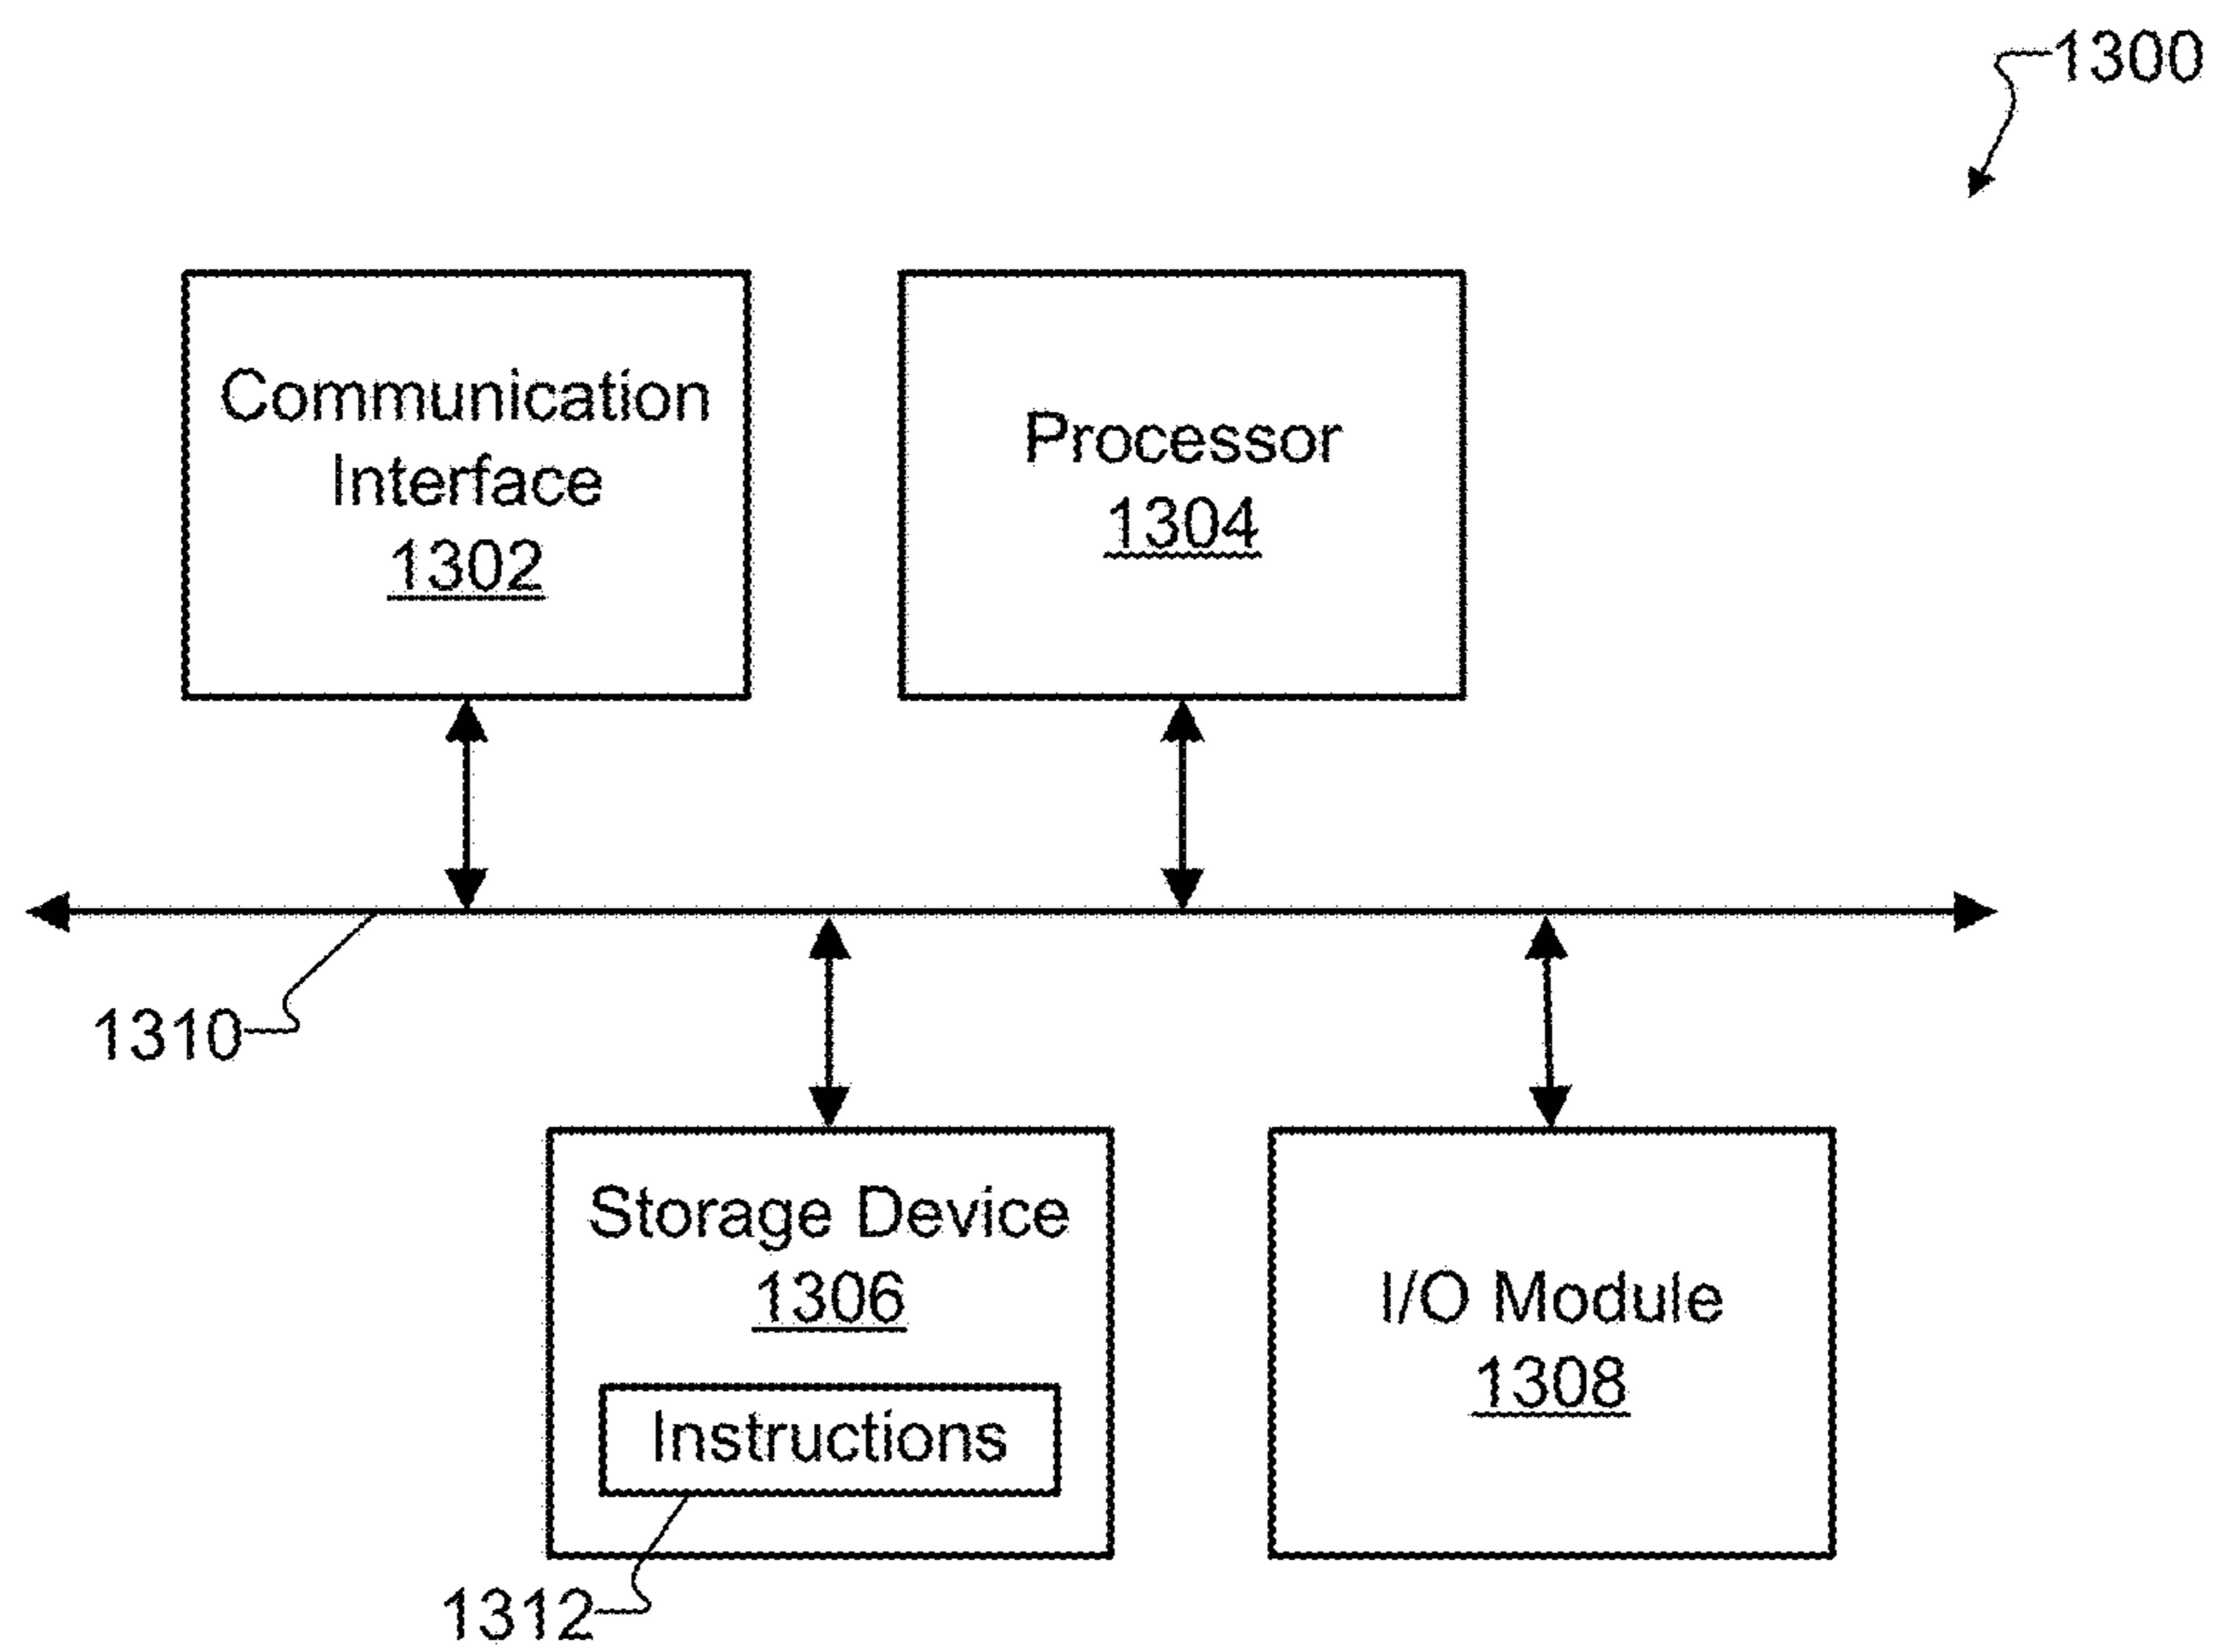 1300
Communication
Interface
1302
Processor
1304
1310
Storage Device
1306
Instructions
1312
I/O Module
1308